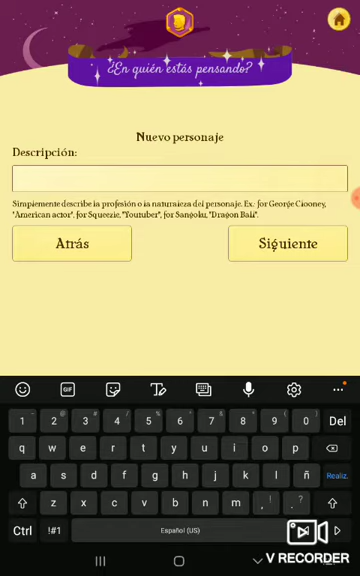 ¿En quién estás pensando?
Nuevo personaje
Descripción:
Simplemente describe la profesión o la naturaleza del personaje. Ex.: for George Clooney,
"American actor", for Squeezie, "Youtuber", for Sangoku, "Dragon Ball".
Atrás Siguiente
GIF
1 2 3 4 5 6 7 8 9 0 Del
q w e r t y u i o p
a s d f g h j k l ñ Realiz.
z x c v b n m , ! . ?
Ctrl !#1 Español (US)
V RECORDER